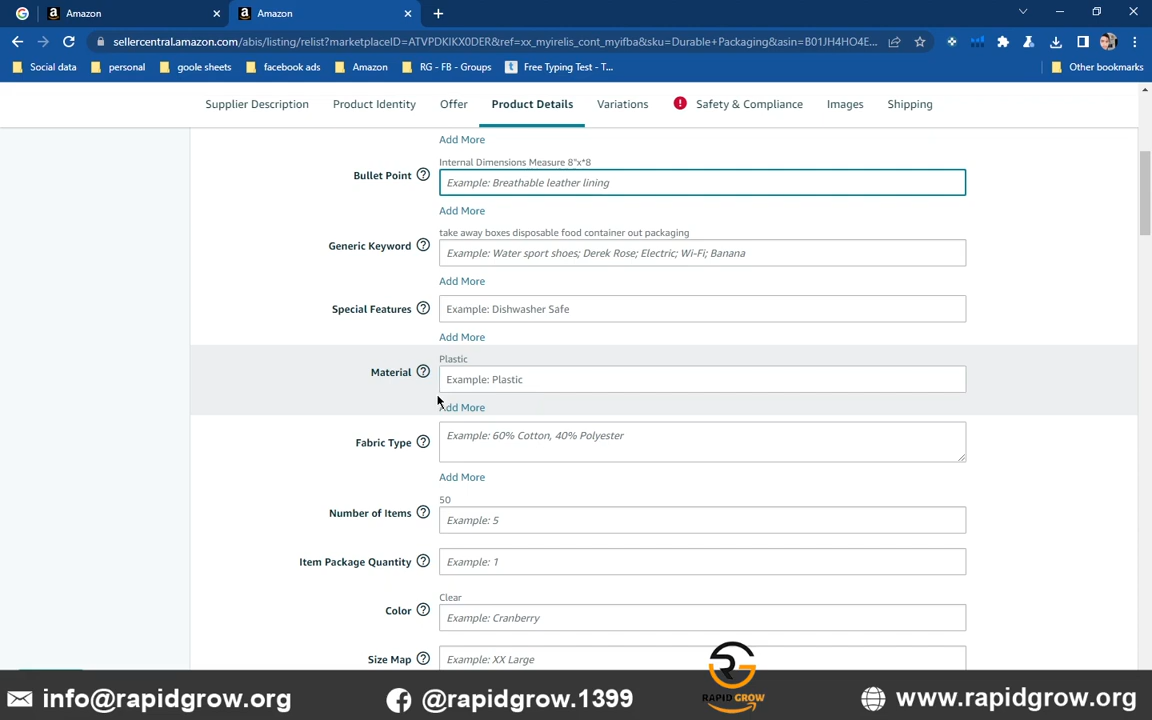 Amazon
Amazon
sellercentral.amazon.com/abis/listing/relist?marketplaceID=ATVPDKIKX0DER&ref=xx_myirelis_cont_myifba&sku=Durable+Packaging&asin=B01JH4HO4E...
Social data
personal
goole sheets
facebook ads
Amazon
RG - FB - Groups
Free Typing Test - T...
Other bookmarks
Supplier Description
Product Identity
Offer
Product Details
Variations
Safety & Compliance
Images
Shipping
Add More
Internal Dimensions Measure 8"x*8
Bullet Point
Example: Breathable leather lining
Add More
take away boxes disposable food container out packaging
Generic Keyword
Example: Water sport shoes; Derek Rose; Electric; Wi-Fi; Banana
Add More
Special Features
Example: Dishwasher Safe
Add More
Plastic
Material
Example: Plastic
Add More
Fabric Type
Example: 60% Cotton, 40% Polyester
Add More
50
Number of Items
Example: 5
Item Package Quantity
Example: 1
Clear
Color
Example: Cranberry
Size Map
Example: XX Large
RAPID GROW
info@rapidgrow.org
@rapidgrow.1399
www.rapidgrow.org